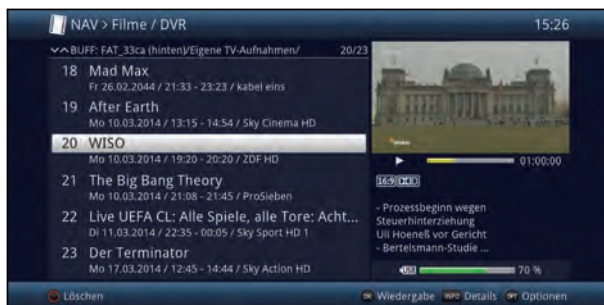 NAV > Filme / DVR
15:26
BUFF: FAT_33ca (hinten)/Eigene TV-Aufnahmen/
20/23
18 Mad Max
Fr 26.02.2044 / 21:33 - 23:23 / kabel eins
19 After Earth
Mo 10.03.2014 / 13:15 - 14:54 / Sky Cinema HD
20 WISO
Mo 10.03.2014 / 19:20 - 20:20 / ZDF HD
21 The Big Bang Theory
Mo 10.03.2014 / 21:08 - 21:45 / ProSieben
22 Live UEFA CL: Alle Spiele, alle Tore: Acht...
Di 11.03.2014 / 22:35 - 00:05 / Sky Sport HD 1
23 Der Terminator
Mo 17.03.2014 / 12:45 - 14:44 / Sky Action HD
01:00:00
16:9
- Prozessbeginn wegen
Steuerhinterziehung
Uli Hoeneß vor Gericht
- Bertelsmann-Studie ...
USB
70 %
Löschen
OK Wiedergabe
INFO Details
OPT Optionen